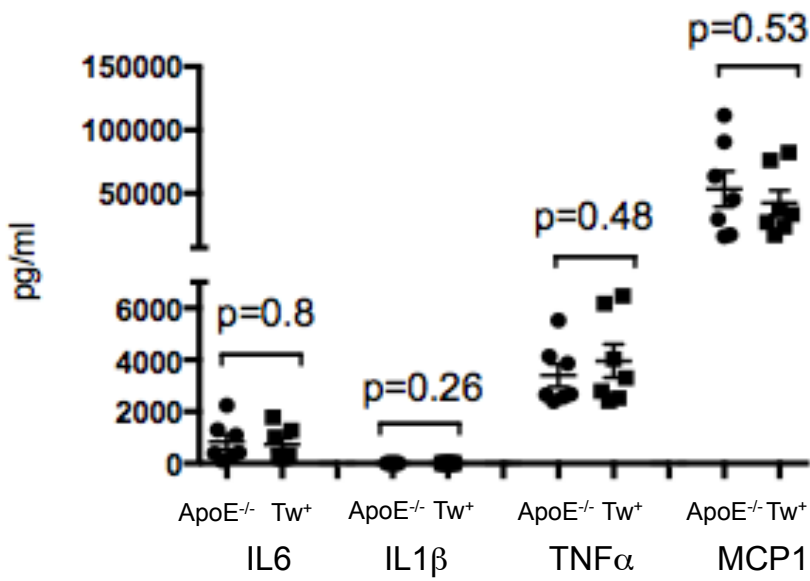 p=0.53
150000
100000
50000
p=0.48
pg/ml
6000
p=0.8
4000
p=0.26
2000
0
ApoE⁻/⁻ Tw⁺ ApoE⁻/⁻ Tw⁺ ApoE⁻/⁻ Tw⁺ ApoE⁻/⁻ Tw⁺
IL6 IL1β TNFα MCP1